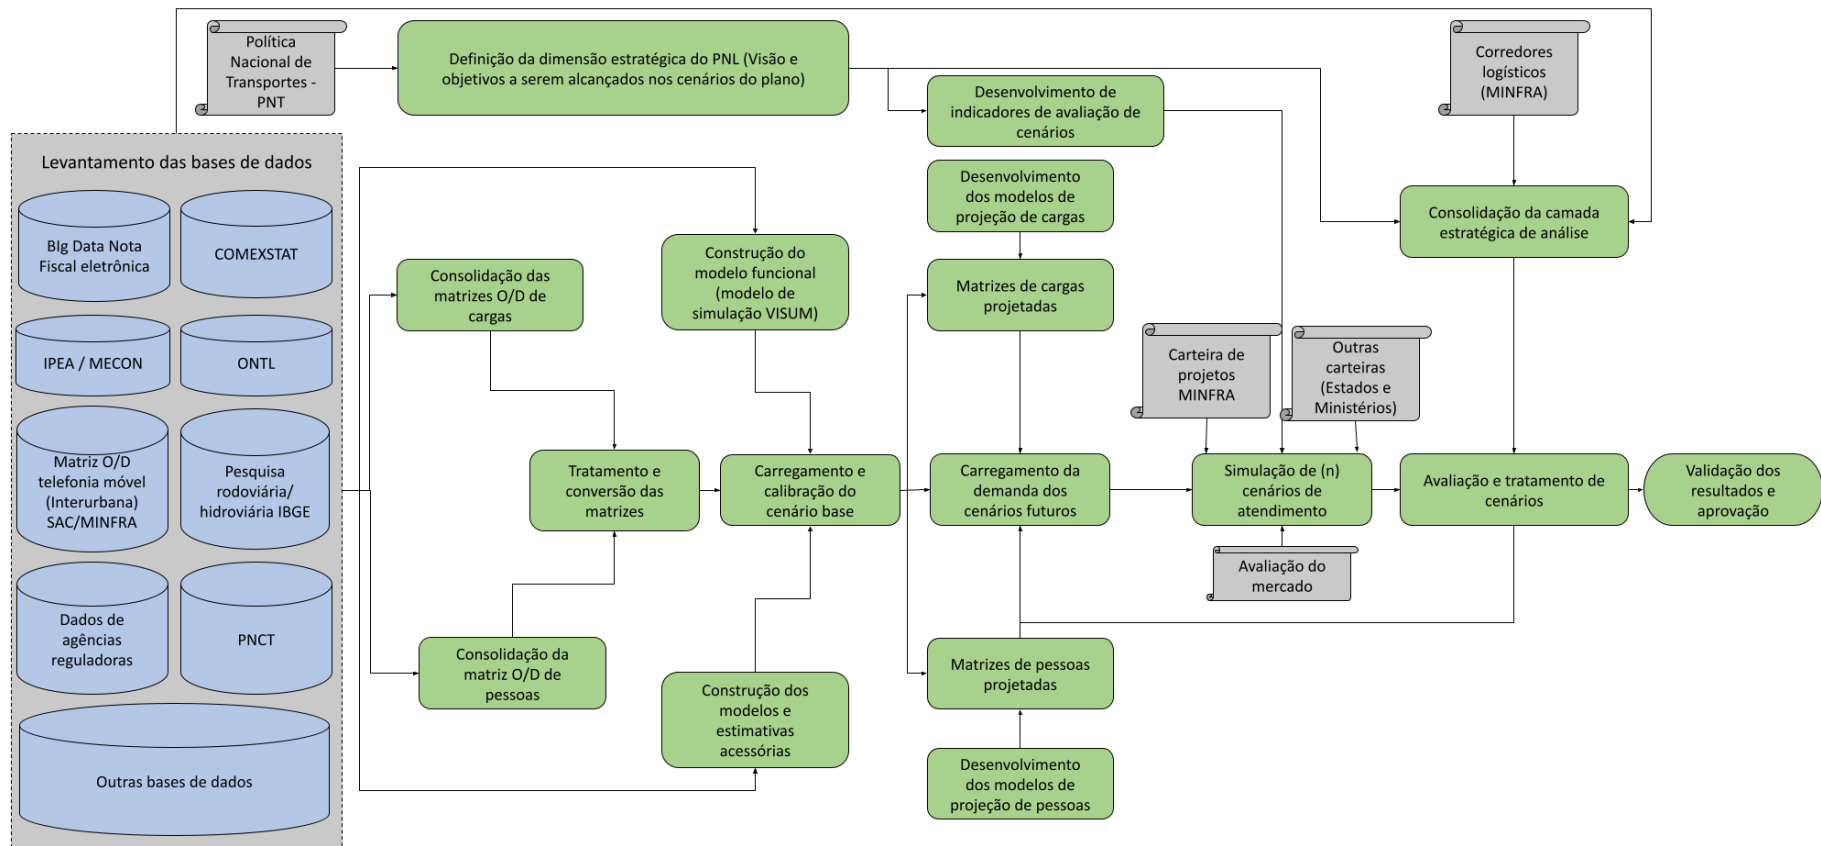 Política
Nacional de
Transportes -
PNT
Definição da dimensão estratégica do PNL (Visão e
objetivos a serem alcançados nos cenários do plano)
Desenvolvimento de
indicadores de avaliação de
cenários
Corredores
logísticos
(MINFRA)
Levantamento das bases de dados
BIg Data Nota
Fiscal eletrônica
COMEXSTAT
IPEA / MECON
ONTL
Matriz O/D
telefonia móvel
(Interurbana)
SAC/MINFRA
Pesquisa
rodoviária/
hidroviária IBGE
Dados de
agências
reguladoras
PNCT
Outras bases de dados
Consolidação das
matrizes O/D de
cargas
Consolidação da
matriz O/D de
pessoas
Tratamento e
conversão das
matrizes
Construção do
modelo funcional
(modelo de
simulação VISUM)
Carregamento e
calibração do
cenário base
Construção dos
modelos e
estimativas
acessórias
Desenvolvimento
dos modelos de
projeção de cargas
Matrizes de cargas
projetadas
Carregamento da
demanda dos
cenários futuros
Matrizes de pessoas
projetadas
Desenvolvimento
dos modelos de
projeção de pessoas
Carteira de
projetos
MINFRA
Outras
carteiras
(Estados e
Ministérios)
Simulação de (n)
cenários de
atendimento
Avaliação do
mercado
Consolidação da camada
estratégica de análise
Avaliação e tratamento de
cenários
Validação dos
resultados e
aprovação